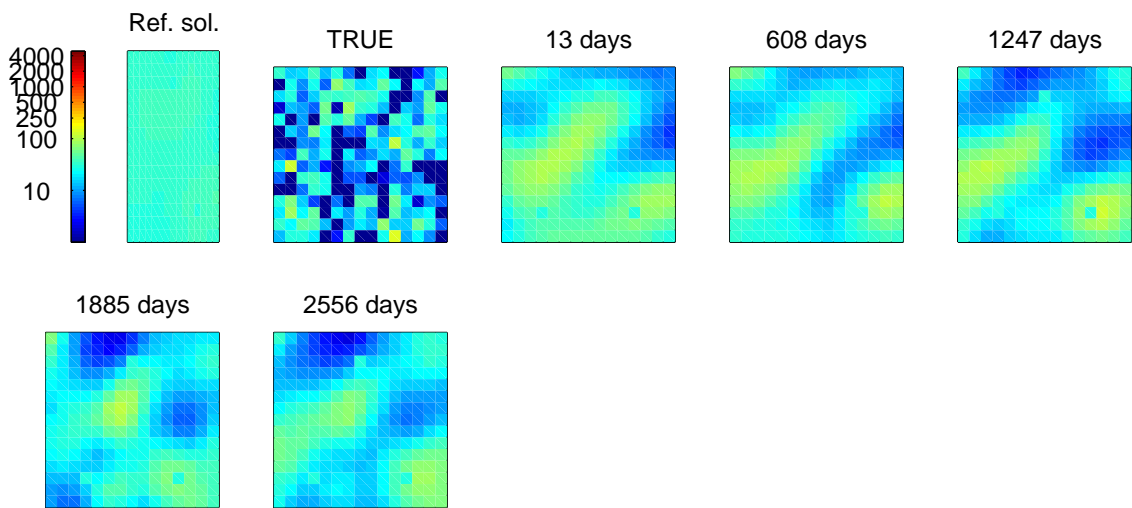 Ref. sol.
TRUE
13 days
608 days
1247 days
4000
2000
1000
500
250
100
10
1885 days
2556 days